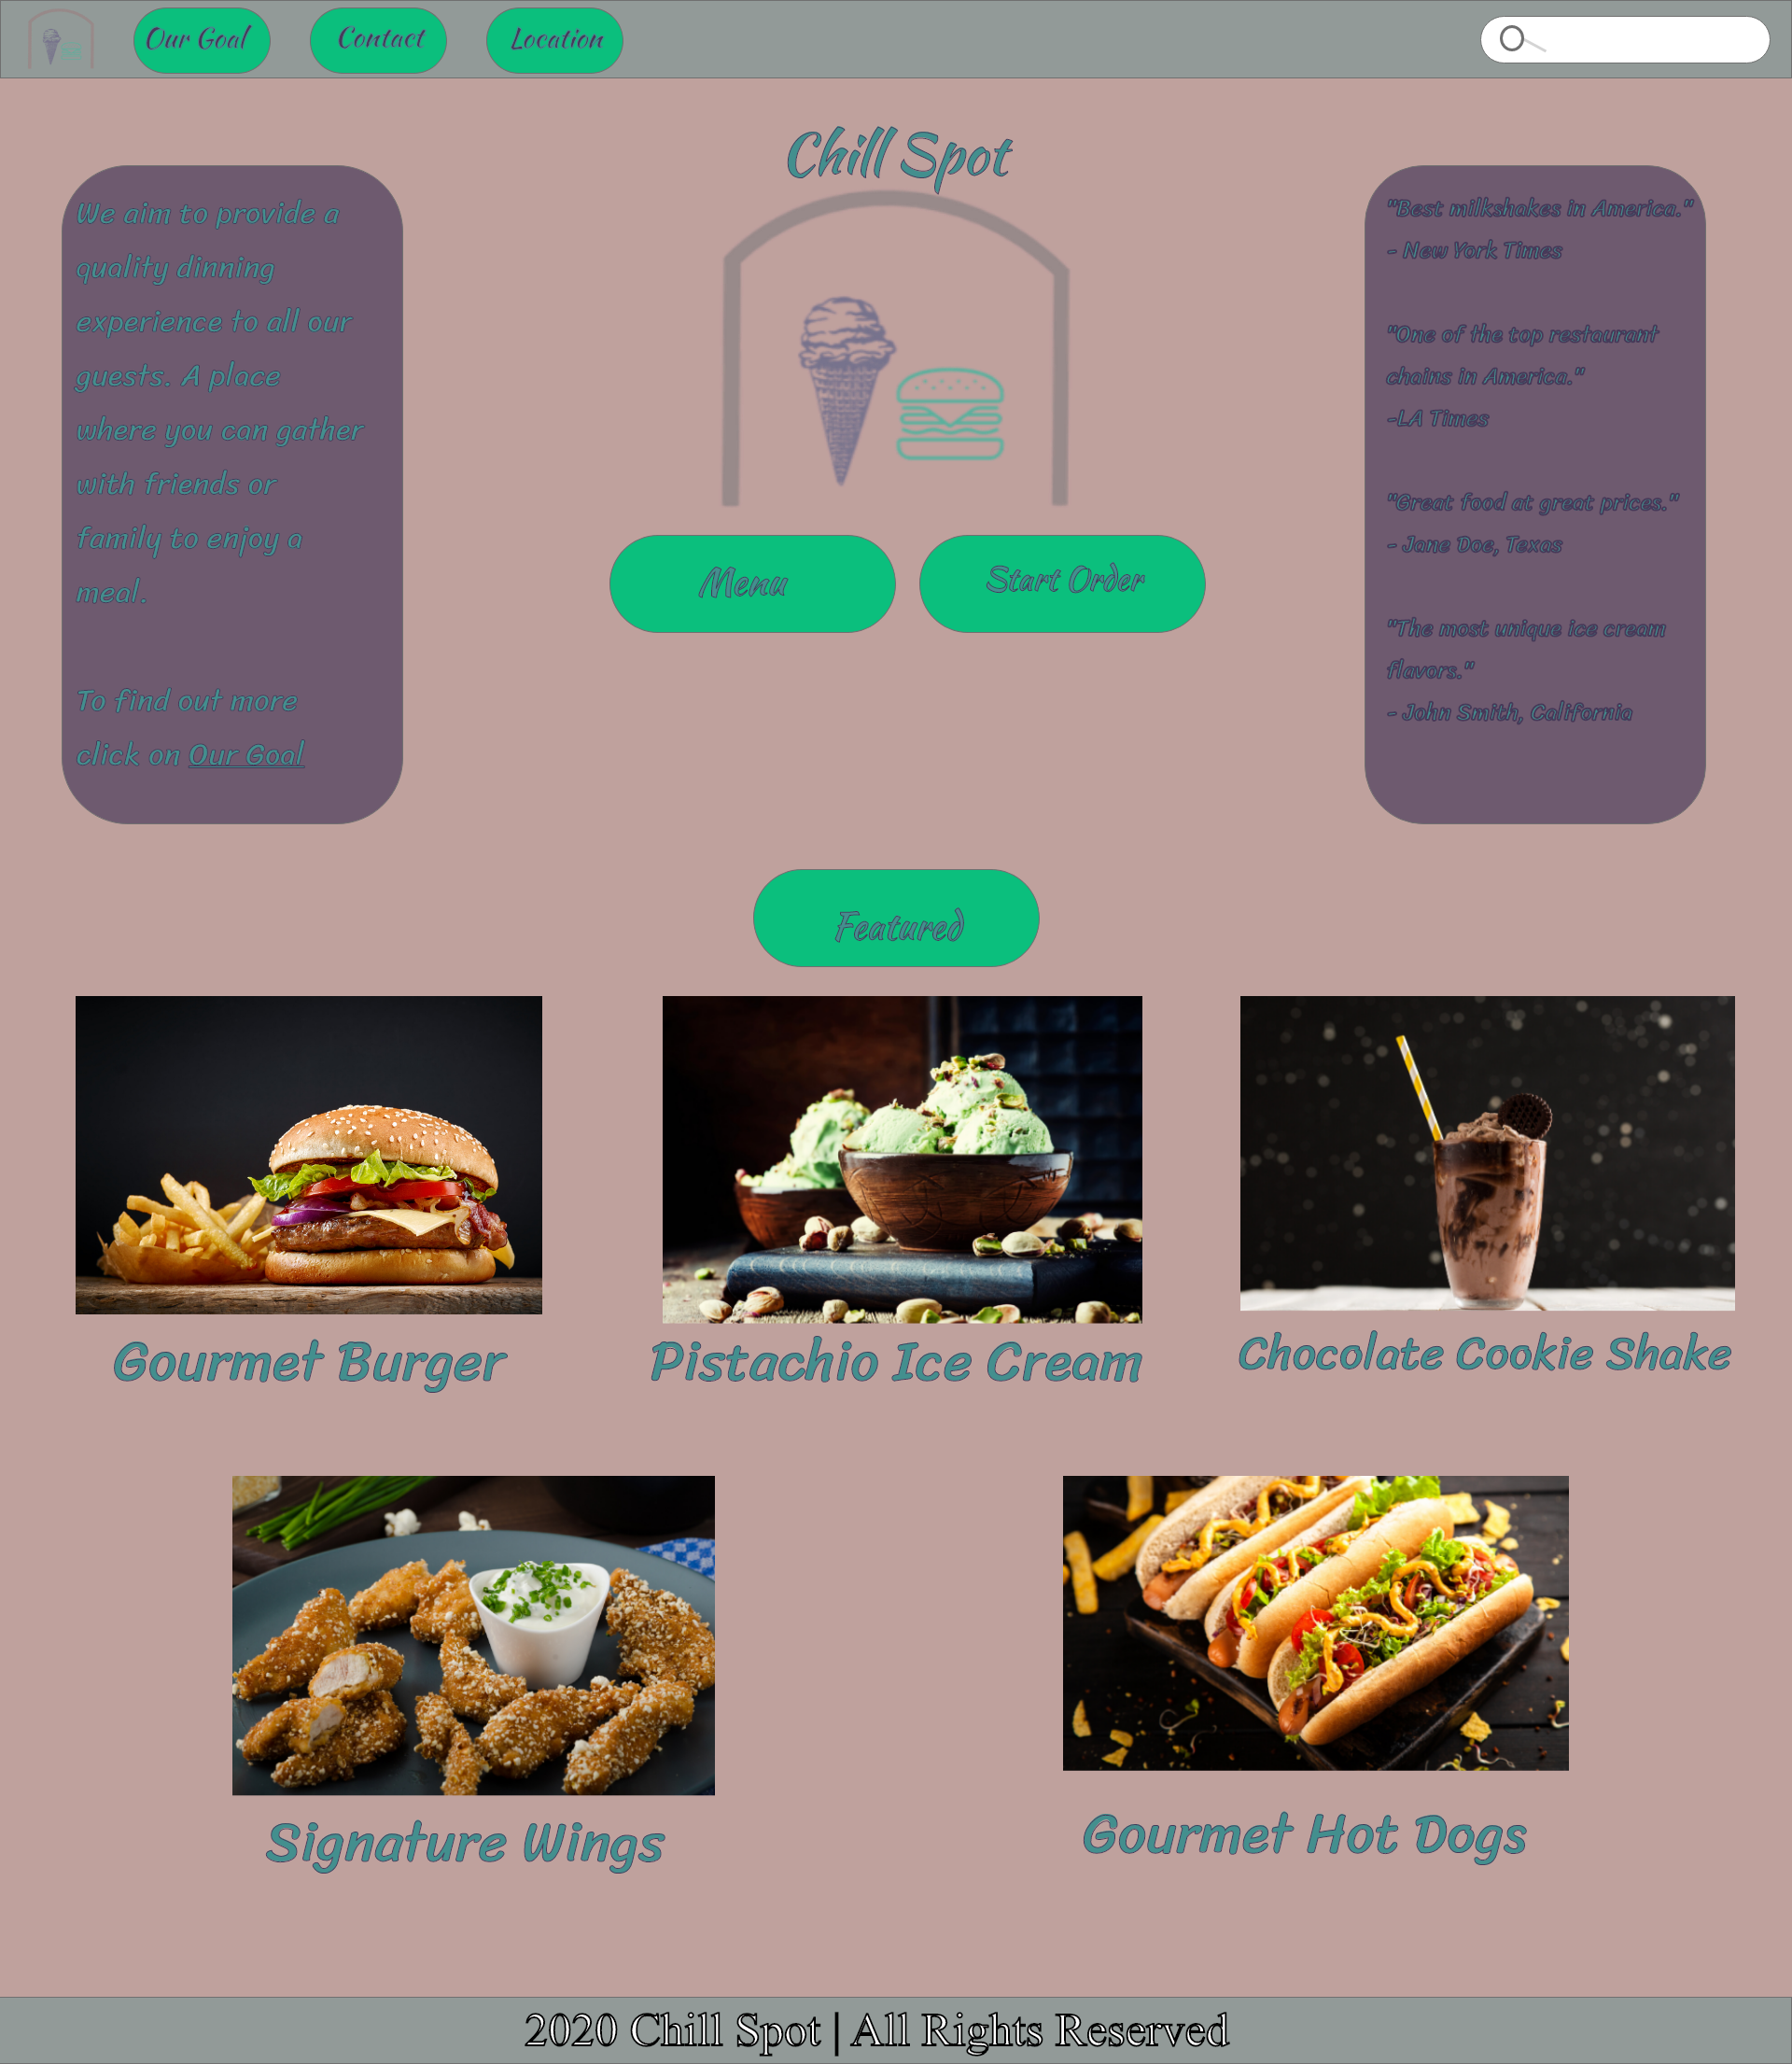 Our Goal
Contact
Location
Chill Spot
We aim to provide a
quality dinning
experience to all our
guests. A place
where you can gather
with friends or
family to enjoy a
meal.
To find out more
click on Our Goal
Menu
Start Order
"Best milkshakes in America."
- New York Times
"One of the top restaurant
chains in America."
-LA Times
"Great food at great prices."
- Jane Doe, Texas
"The most unique ice cream
flavors."
- John Smith, California
Featured
Gourmet Burger
Pistachio Ice Cream
Chocolate Cookie Shake
Signature Wings
Gourmet Hot Dogs
2020 Chill Spot | All Rights Reserved